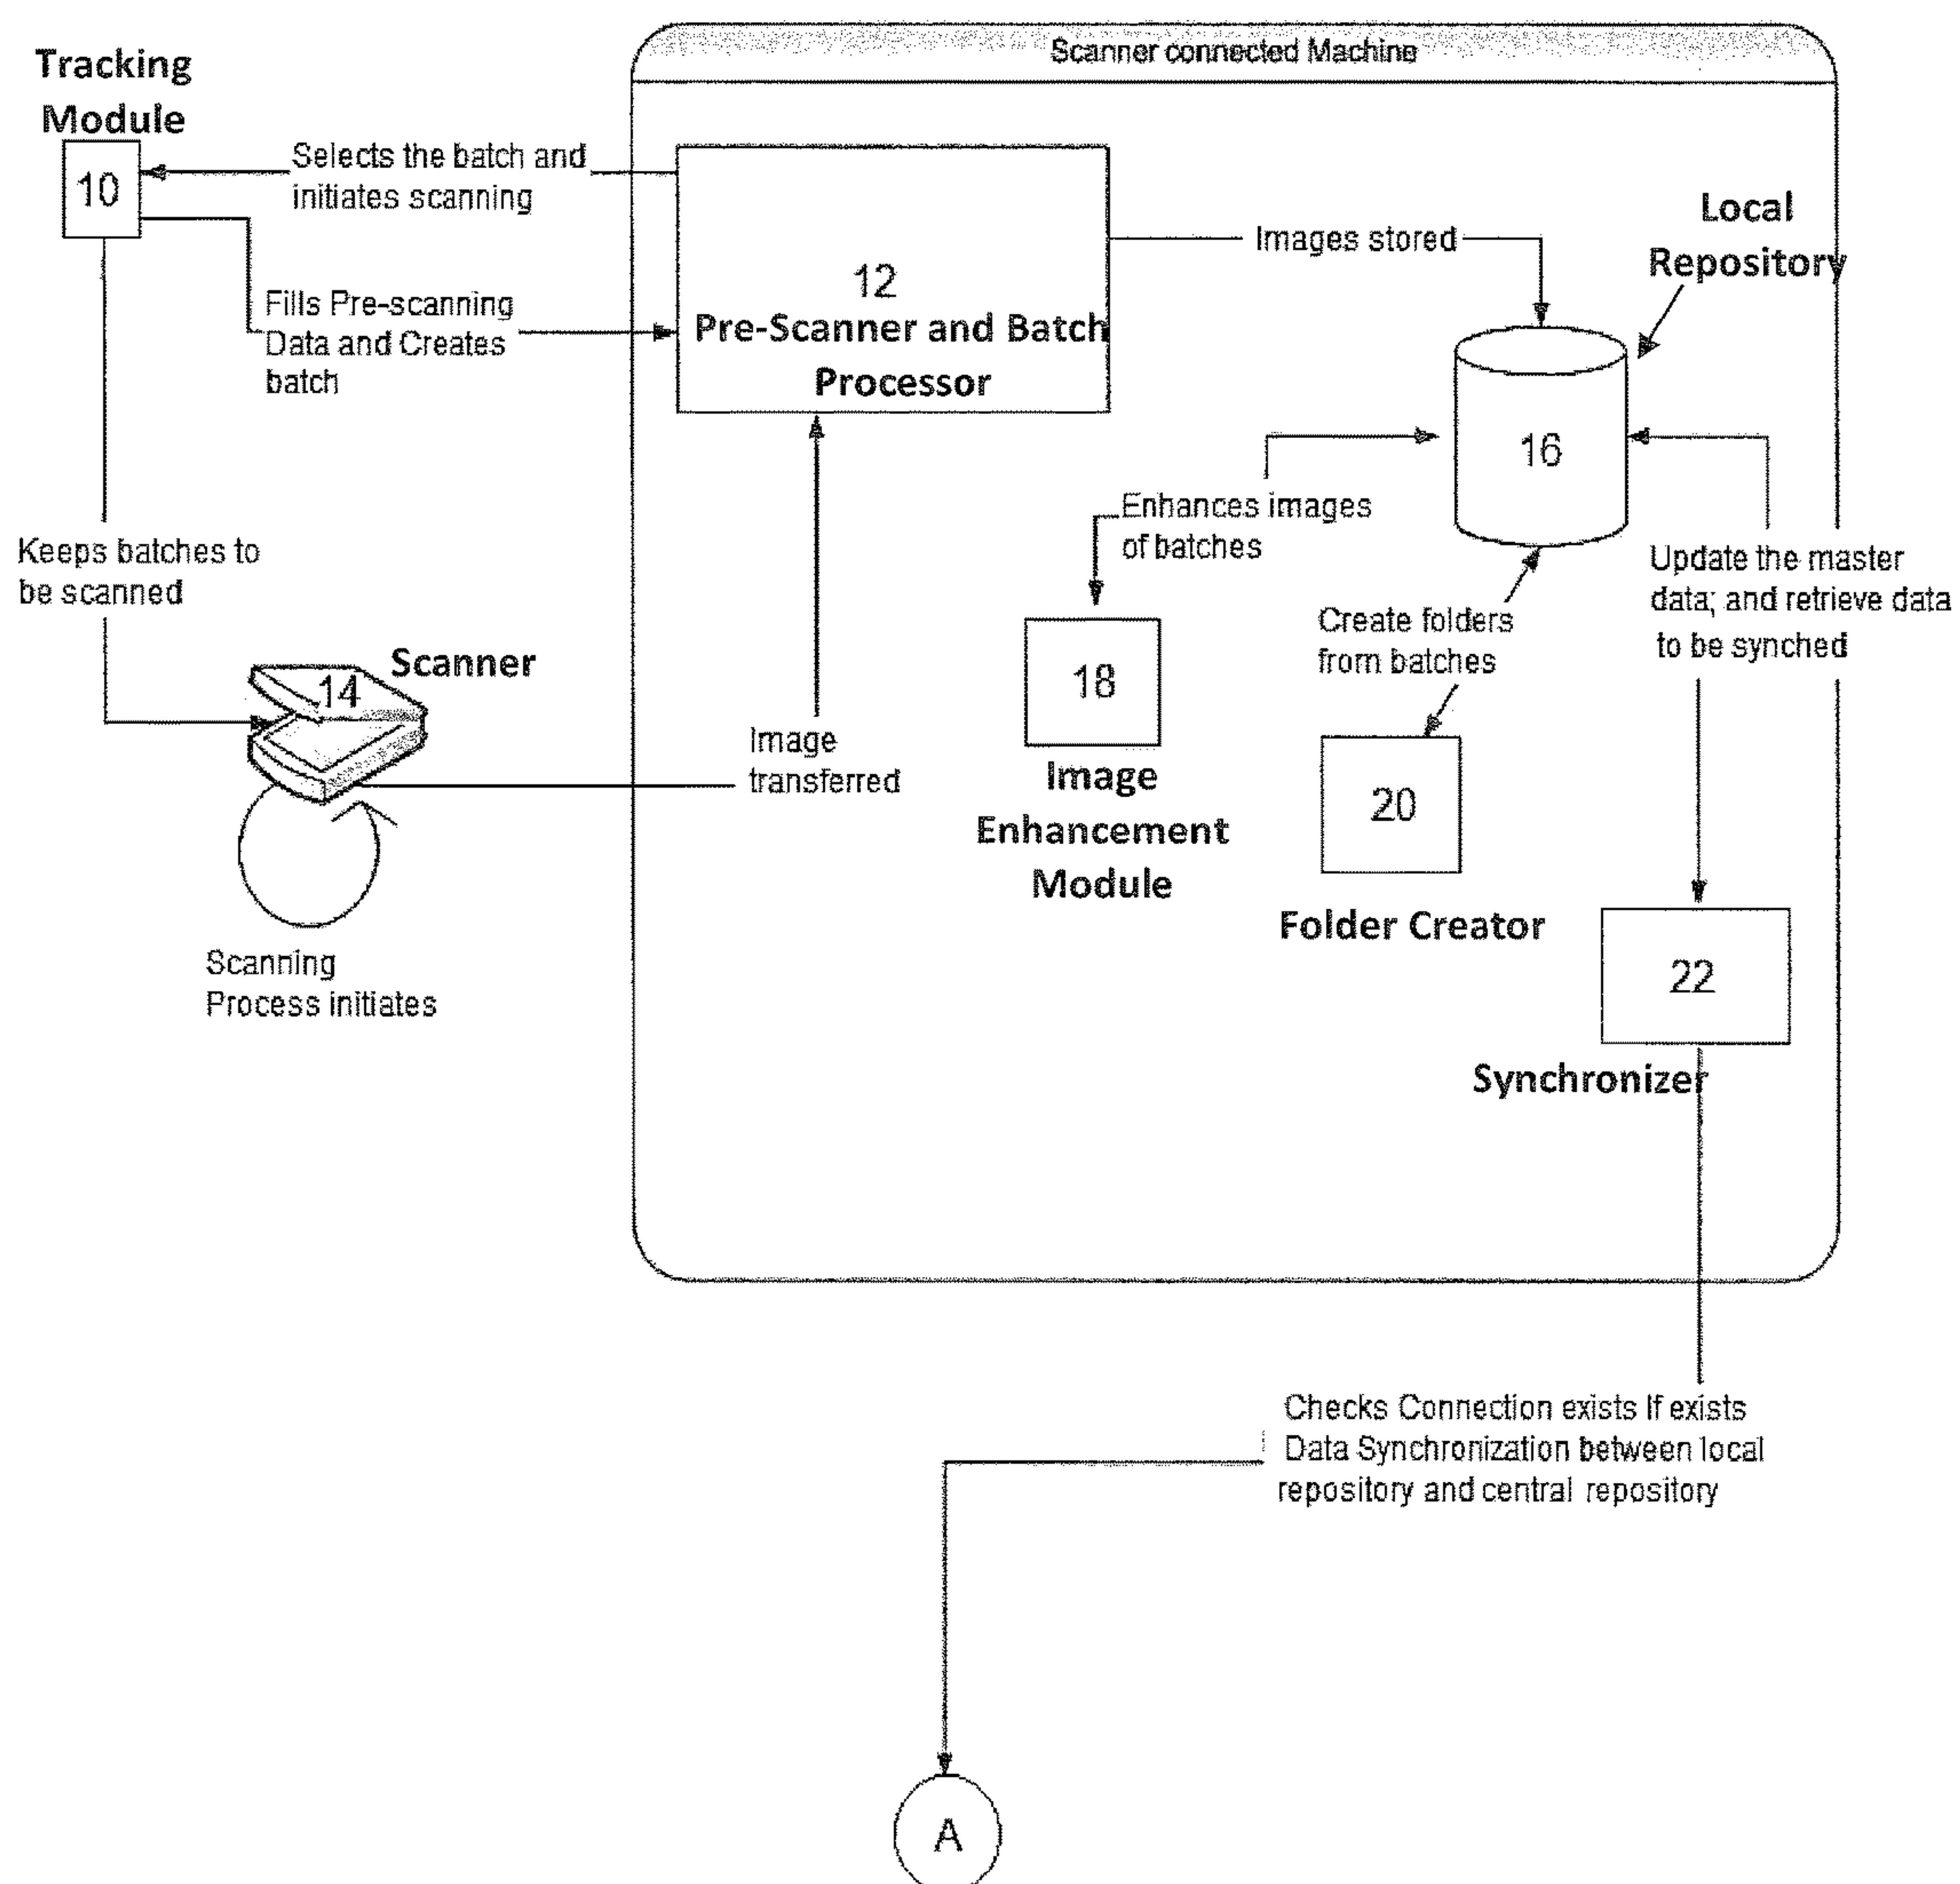 Scanner connected Machine
Tracking
Module
10
Selects the batch and
initiates scanning
Fills Pre-scanning
Data and Creates
batch
12
Pre-Scanner and Batch
Processor
Images stored
Local
Repository
16
Enhances images
of batches
Keeps batches to
be scanned
Update the master
data; and retrieve data
to be synched
Create folders
from batches
Scanner
14
18
Image
Enhancement
Module
Image
transferred
20
Folder Creator
22
Synchronizer
Scanning
Process initiates
Checks Connection exists If exists
Data Synchronization between local
repository and central repository
A